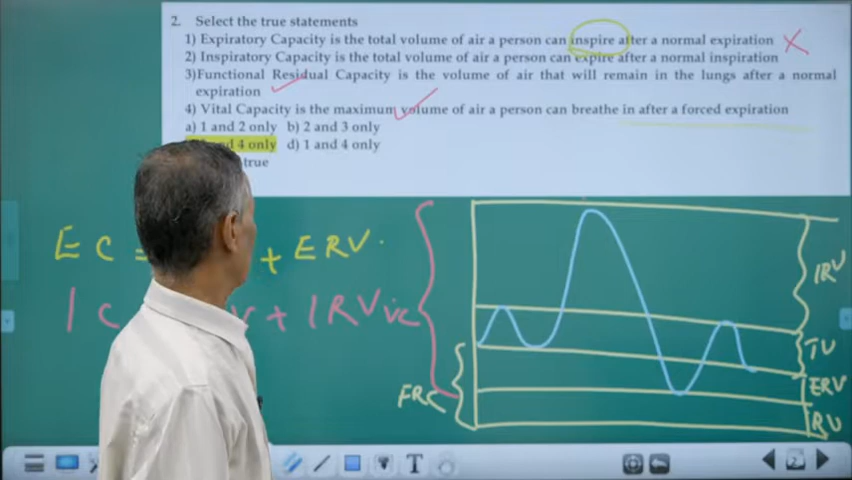 2. Select the true statements
1) Expiratory Capacity is the total volume of air a person can inspire after a normal expiration
2) Inspiratory Capacity is the total volume of air a person can expire after a normal inspiration
3)Functional Residual Capacity is the volume of air that will remain in the lungs after a normal
expiration
4) Vital Capacity is the maximum volume of air a person can breathe in after a forced expiration
a) 1 and 2 only b) 2 and 3 only
and 4 only d) 1 and 4 only
true
EC = + ERV
IC + IRV VC
IRV
TV
ERV
FRC
RV
T
2